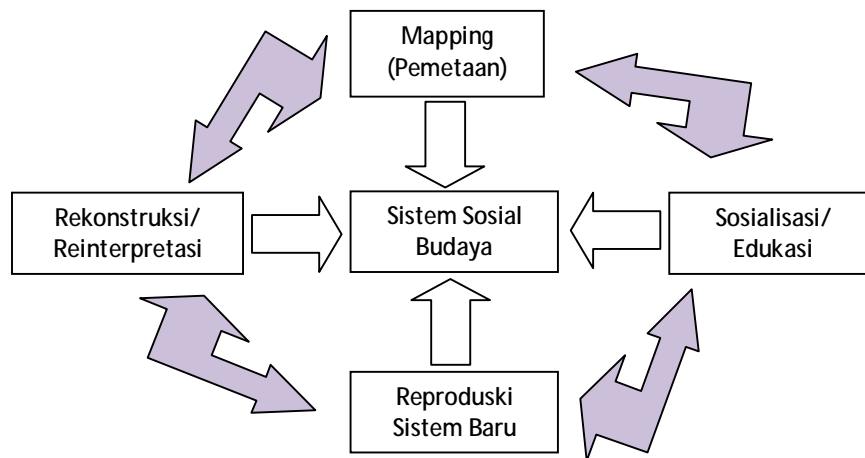 Mapping
(Pemetaan)
Rekonstruksi/
Reinterpretasi
Sistem Sosial
Budaya
Sosialisasi/
Edukasi
Reproduski
Sistem Baru